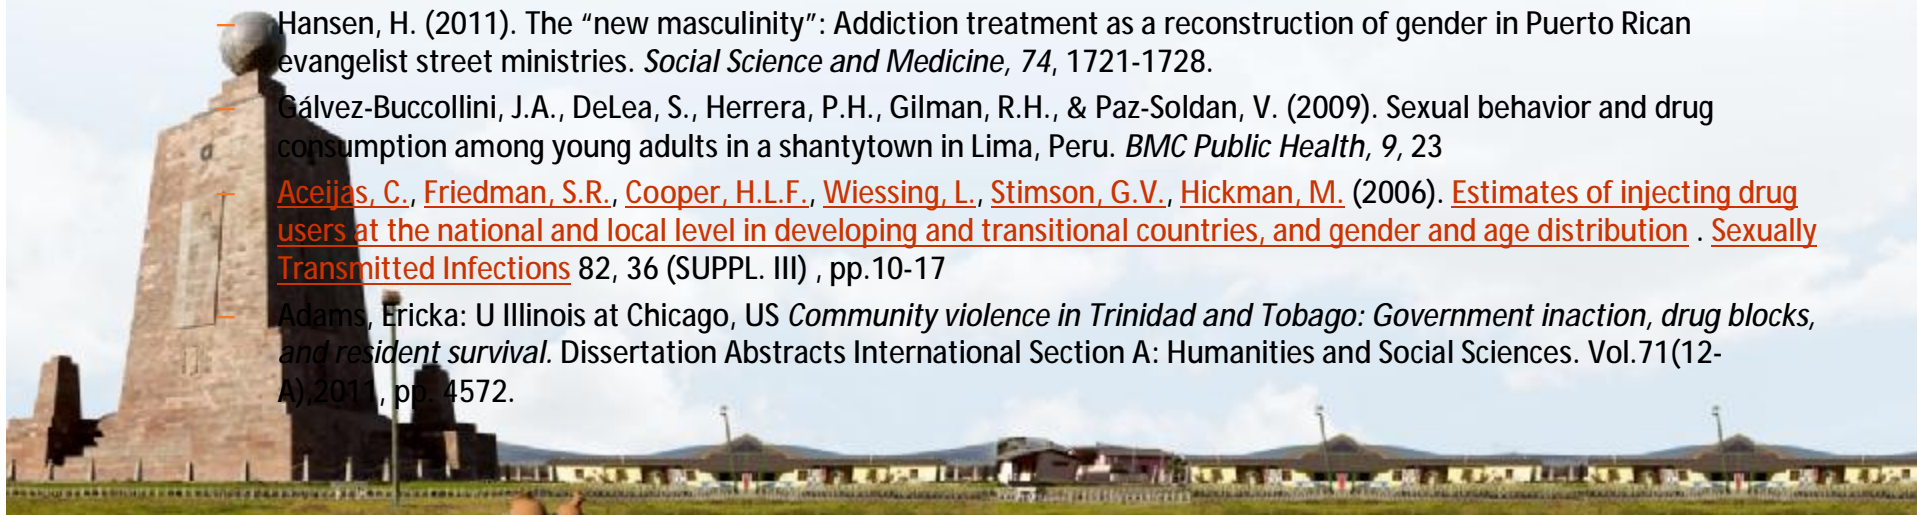 – Hansen, H. (2011). The “new masculinity”: Addiction treatment as a reconstruction of gender in Puerto Rican
evangelist street ministries. Social Science and Medicine, 74, 1721-1728.
– Gálvez-Buccollini, J.A., DeLea, S., Herrera, P.H., Gilman, R.H., & Paz-Soldan, V. (2009). Sexual behavior and drug
consumption among young adults in a shantytown in Lima, Peru. BMC Public Health, 9, 23
– Aceijas, C., Friedman, S.R., Cooper, H.L.F., Wiessing, L., Stimson, G.V., Hickman, M. (2006). Estimates of injecting drug
users at the national and local level in developing and transitional countries, and gender and age distribution . Sexually
Transmitted Infections 82, 36 (SUPPL. III) , pp.10-17
– Adams, Ericka: U Illinois at Chicago, US Community violence in Trinidad and Tobago: Government inaction, drug blocks,
and resident survival. Dissertation Abstracts International Section A: Humanities and Social Sciences. Vol.71(12-
A),2011, pp. 4572.